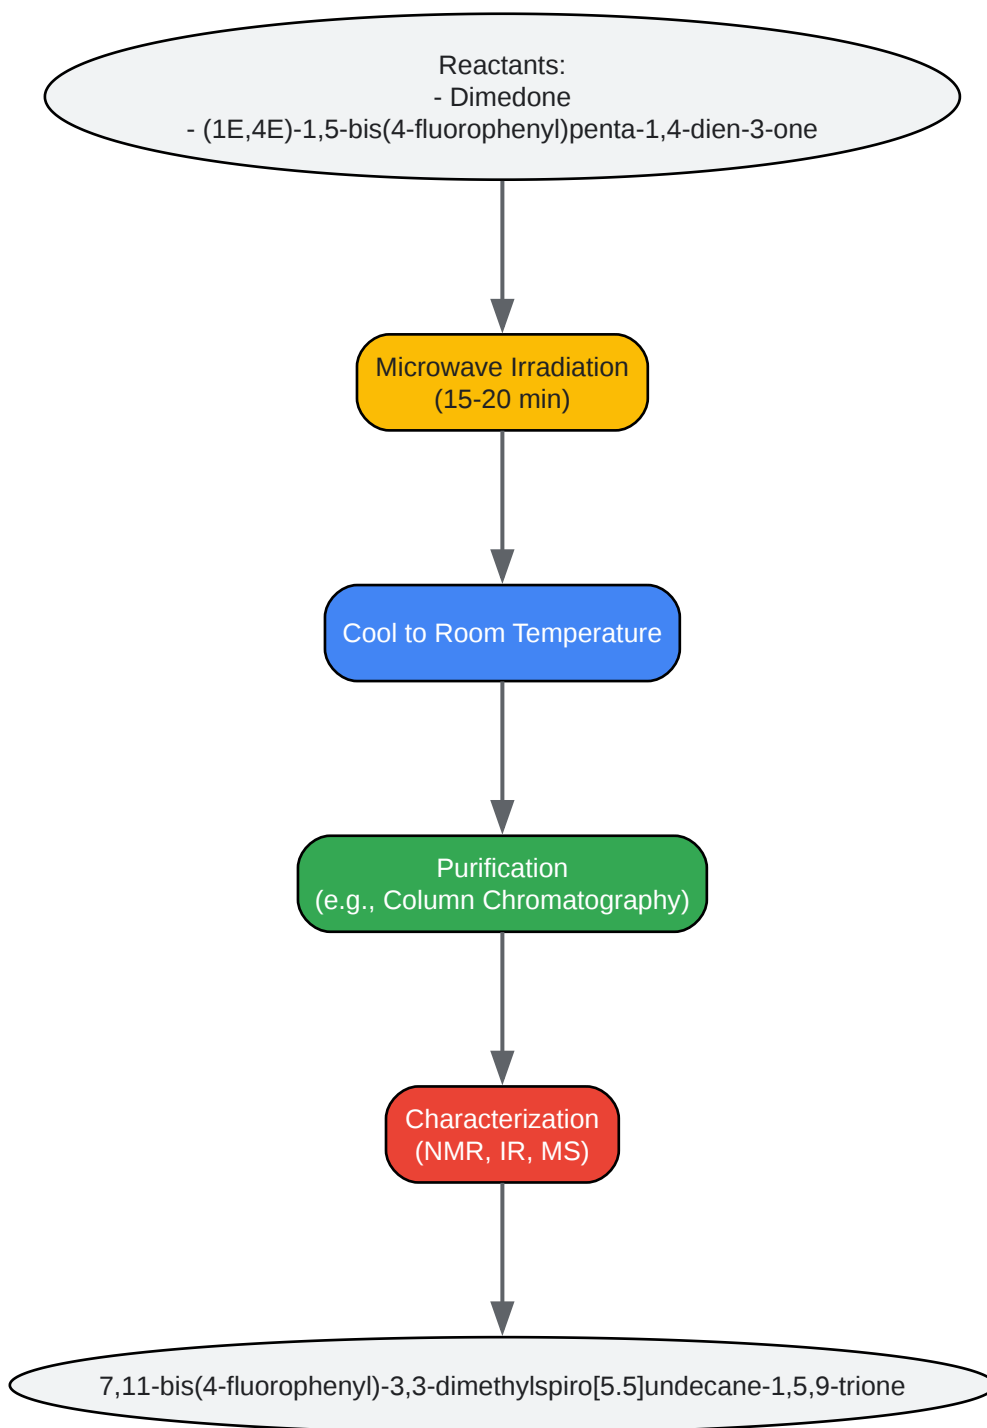 Reactants:
- Dimedone
- (1E,4E)-1,5-bis(4-fluorophenyl)penta-1,4-dien-3-one
Microwave Irradiation
(15-20 min)
Cool to Room Temperature
Purification
(e.g., Column Chromatography)
Characterization
(NMR, IR, MS)
7,11-bis(4-fluorophenyl)-3,3-dimethylspiro[5.5]undecane-1,5,9-trione